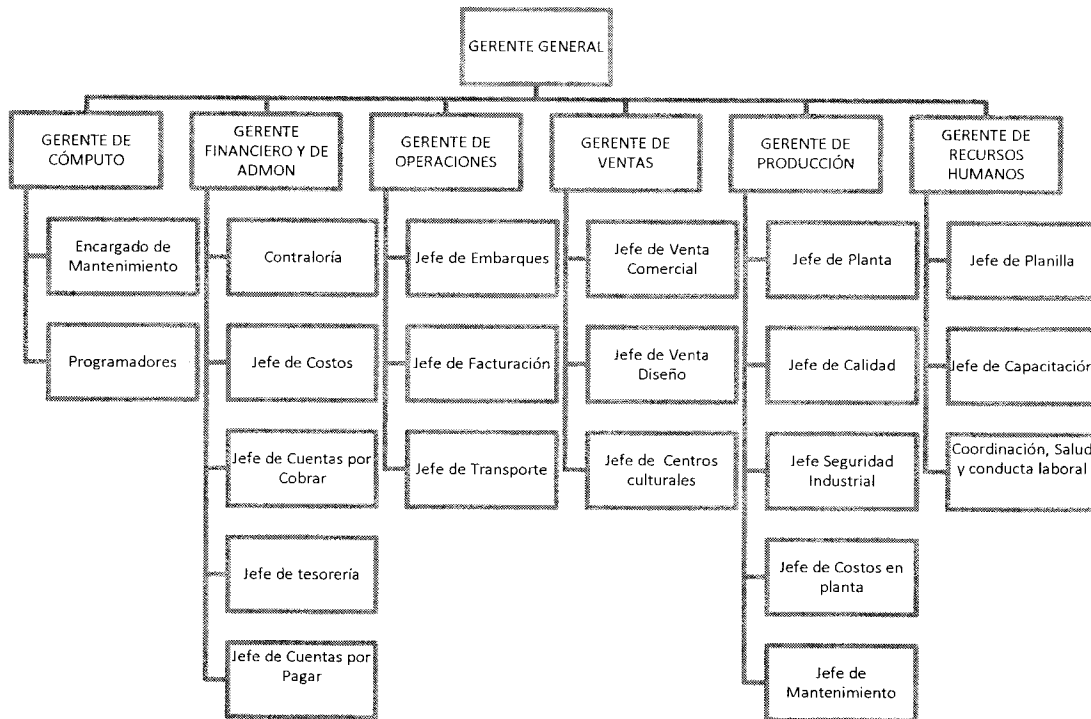 GERENTE GENERAL
GERENTE DE
CÓMPUTO
GERENTE
FINANCIERO Y DE
ADMON
GERENTE DE
OPERACIONES
GERENTE DE
VENTAS
GERENTE DE
PRODUCCIÓN
GERENTE DE
RECURSOS
HUMANOS
Encargado de
Mantenimiento
Programadores
Contraloría
Jefe de Costos
Jefe de Cuentas por
Cobrar
Jefe de tesorería
Jefe de Cuentas por
Pagar
Jefe de Embarques
Jefe de Facturación
Jefe de Transporte
Jefe de Venta
Comercial
Jefe de Venta
Diseño
Jefe de Centros
culturales
Jefe de Planta
Jefe de Calidad
Jefe Seguridad
Industrial
Jefe de Costos en
planta
Jefe de
Mantenimiento
Jefe de Planilla
Jefe de Capacitación
Coordinación, Salud
y conducta laboral